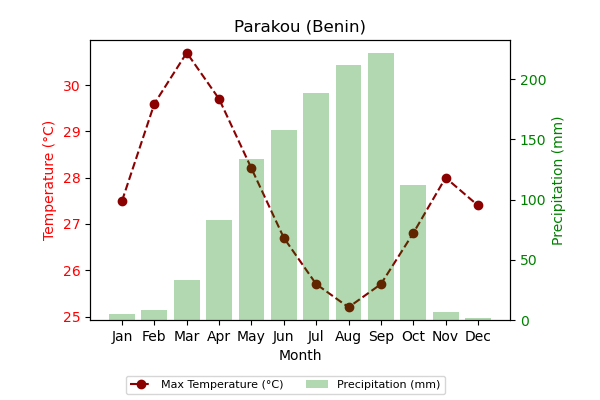 Parakou (Benin)
Temperature (°C)
30
29
28
27
26
25
200
150
100
50
0
Precipitation (mm)
Jan Feb Mar Apr May Jun Jul Aug Sep Oct Nov Dec
Month
Max Temperature (°C) Precipitation (mm)